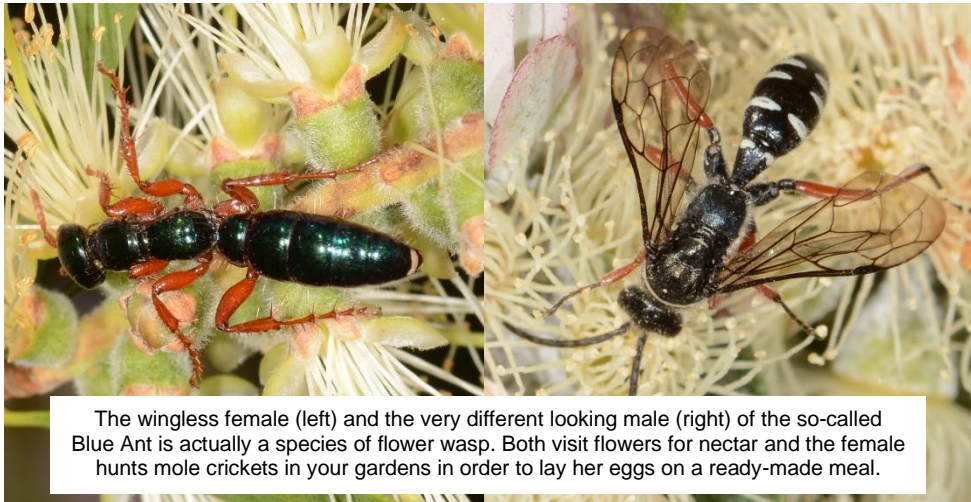 The wingless female (left) and the very different looking male (right) of the so-called
Blue Ant is actually a species of flower wasp. Both visit flowers for nectar and the female
hunts mole crickets in your gardens in order to lay her eggs on a ready-made meal.